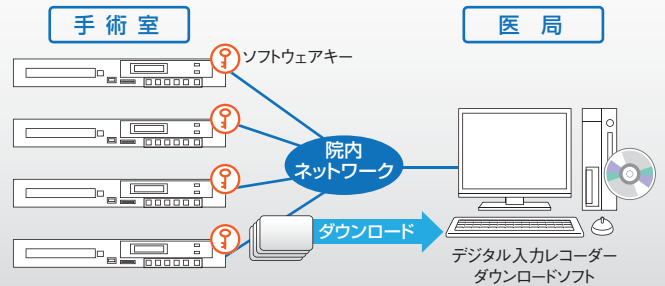 手術室
医局
ソフトウェアキー
院内
ネットワーク
ダウンロード
デジタル入力レコーダー
ダウンロードソフト